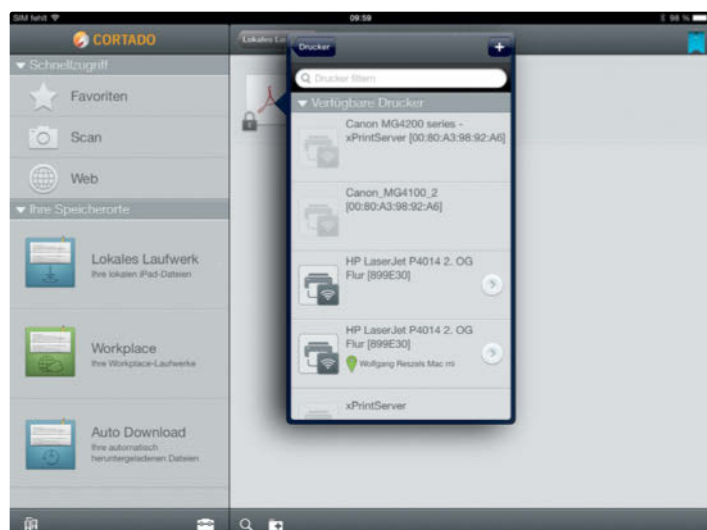 SIM fehlt
09:59
98 %
CORTADO
Schnellzugriff
Favoriten
Scan
Web
Ihre Speicherorte
Lokales Laufwerk
Ihre lokalen iPad-Dateien
Workplace
Ihre Workplace-Laufwerke
Auto Download
Ihre automatisch
heruntergeladenen Dateien
Lokales
Drucker
+
Drucker filtern
Verfügbare Drucker
Canon MG4200 series -
xPrintServer [00:80:A3:98:92:A6]
Canon_MG4100_2
[00:80:A3:98:92:A6]
HP LaserJet P4014 2. OG
Flur [899E30]
HP LaserJet P4014 2. OG
Flur [899E30]
Wolfgang Reszels Mac mi
xPrintServer